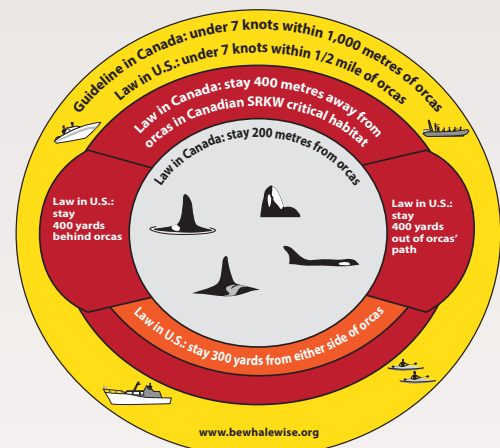 Guideline in Canada: under 7 knots within 1,000 metres of orcas
Law in U.S.: under 7 knots within 1/2 mile of orcas
Law in Canada: stay 400 metres away from
orcas in Canadian SRKW critical habitat
Law in Canada: stay 200 metres from orcas
Law in U.S.:
stay
400 yards
behind orcas
Law in U.S.:
stay
400 yards
out of orcas'
path
Law in U.S.: stay 300 yards from either side of orcas
www.bewhalewise.org